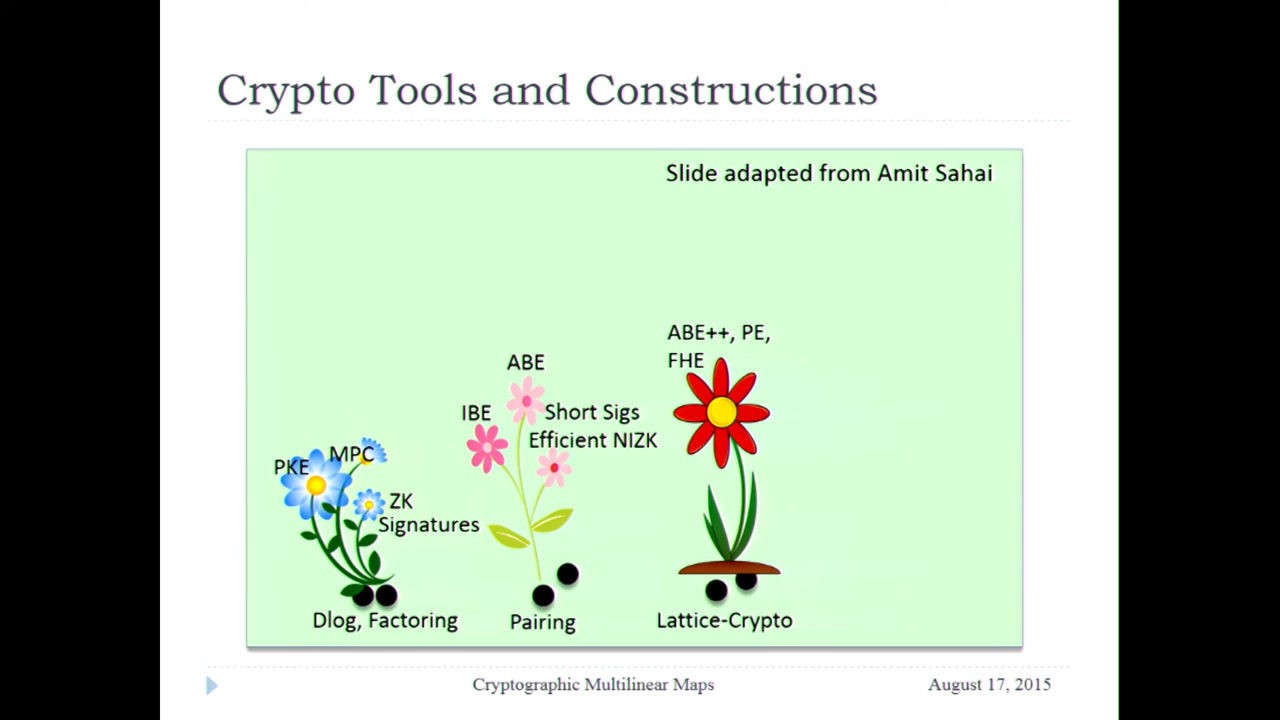 Crypto Tools and Constructions
Slide adapted from Amit Sahai
ABE++, PE,
FHE
ABE
IBE
Short Sigs
Efficient NIZK
PKE
MPC
ZK
Signatures
Dlog, Factoring
Pairing
Lattice-Crypto
Cryptographic Multilinear Maps
August 17, 2015